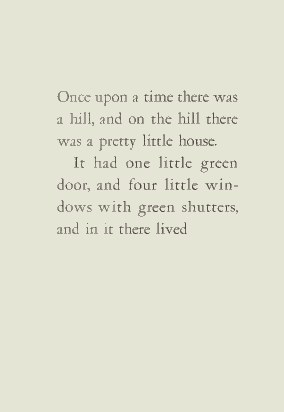 Once upon a time there was
a hill, and on the hill there
was a pretty little house.
It had one little green
door, and four little win-
dows with green shutters,
and in it there lived